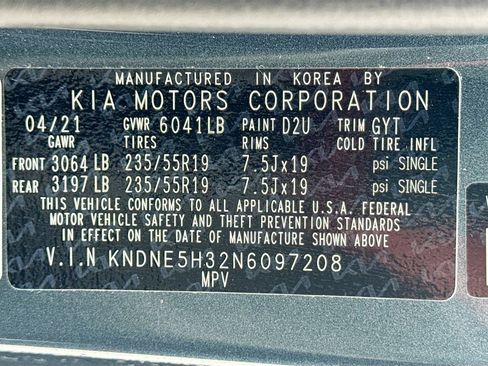 MANUFACTURED IN KOREA BY
KIA MOTORS CORPORATION
04/21 GVWR 6041LB PAINT D2U TRIM GYT
GAWR TIRES RIMS COLD TIRE INFL
FRONT 3064 LB 235/55R19 7.5Jx19 psi SINGLE
REAR 3197 LB 235/55R19 7.5Jx19 psi SINGLE
THIS VEHICLE CONFORMS TO ALL APPLICABLE U.S.A. FEDERAL
MOTOR VEHICLE SAFETY AND THEFT PREVENTION STANDARDS
IN EFFECT ON THE DATE OF MANUFACTURE SHOWN ABOVE
V.I.N KNDNE5H32N6097208
MPV